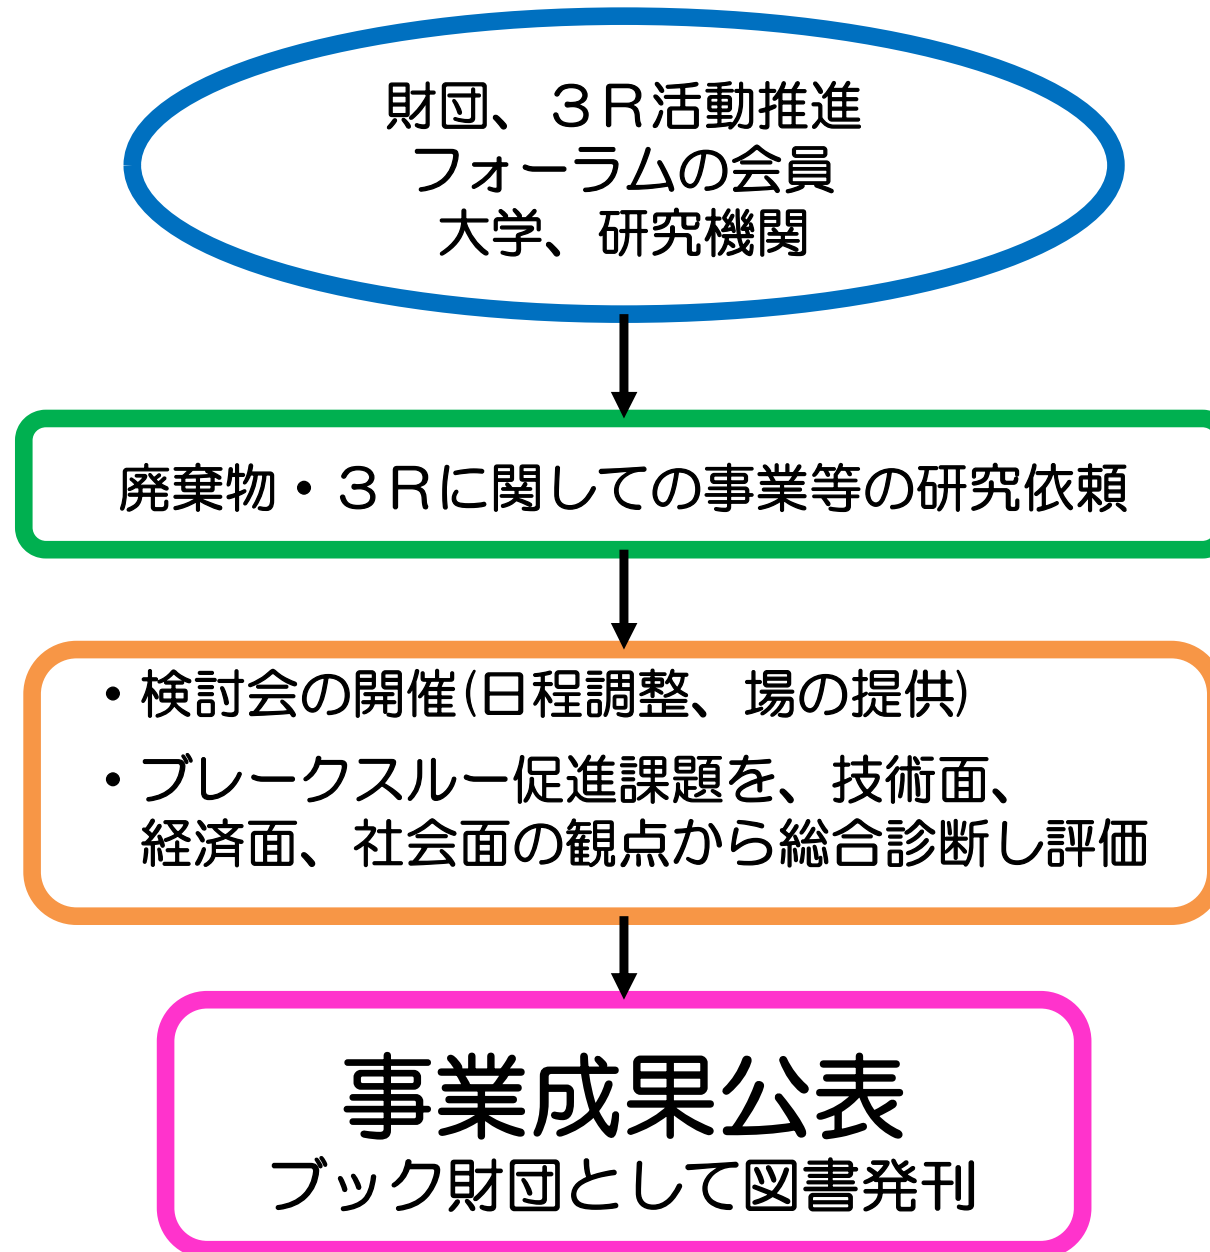 財団、３Ｒ活動推進
フォーラムの会員
大学、研究機関
廃棄物・３Ｒに関しての事業等の研究依頼
・検討会の開催(日程調整、場の提供)
・ブレークスルー促進課題を、技術面、
経済面、社会面の観点から総合診断し評価
事業成果公表
ブック財団として図書発刊